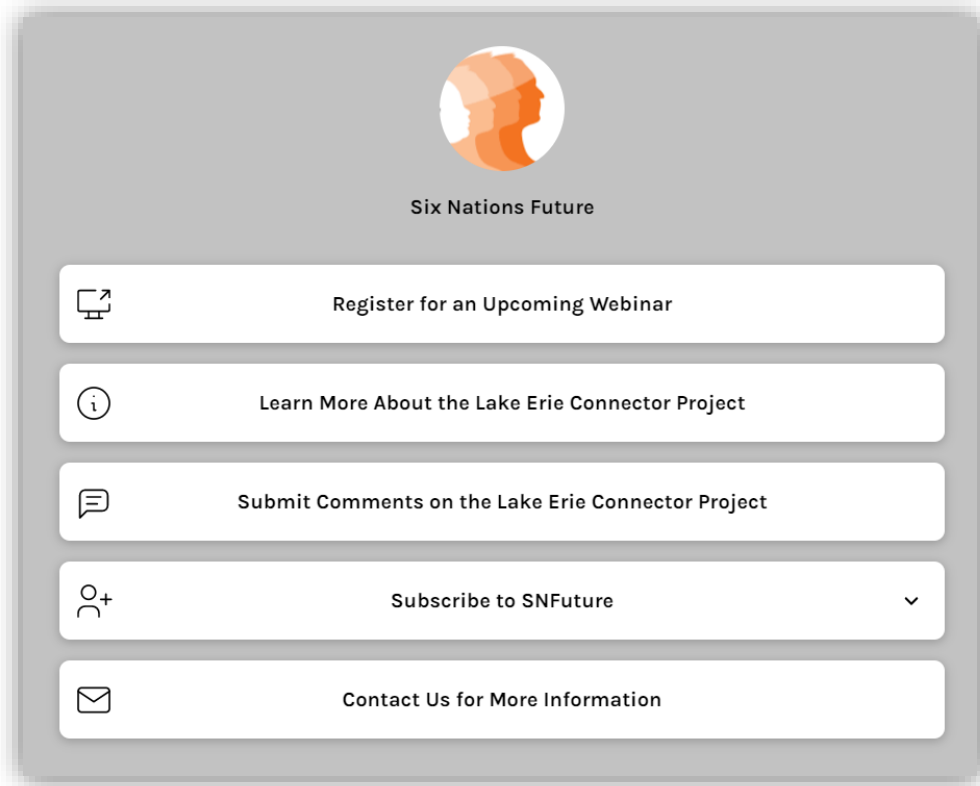 Six Nations Future
Register for an Upcoming Webinar
Learn More About the Lake Erie Connector Project
Submit Comments on the Lake Erie Connector Project
Subscribe to SNFuture
Contact Us for More Information